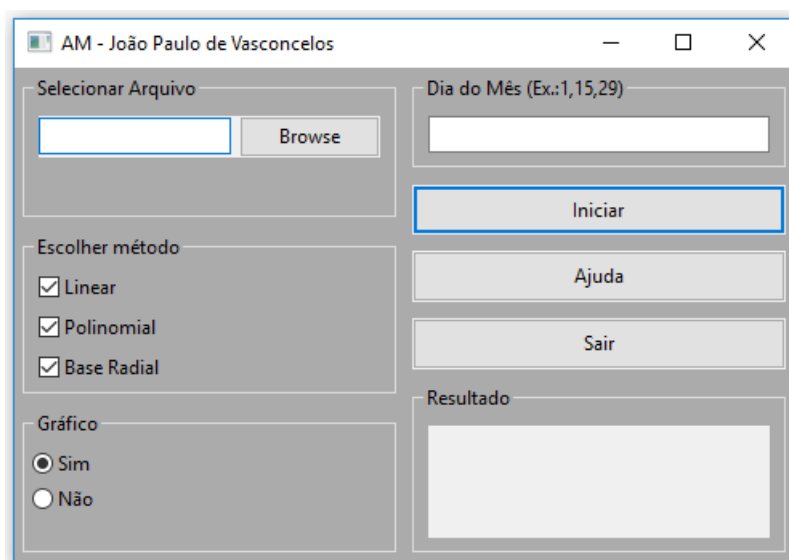 AM - João Paulo de Vasconcelos
Selecionar Arquivo
Browse
Escolher método
Linear
Polinomial
Base Radial
Gráfico
Sim
Não
Dia do Mês (Ex.:1,15,29)
Iniciar
Ajuda
Sair
Resultado